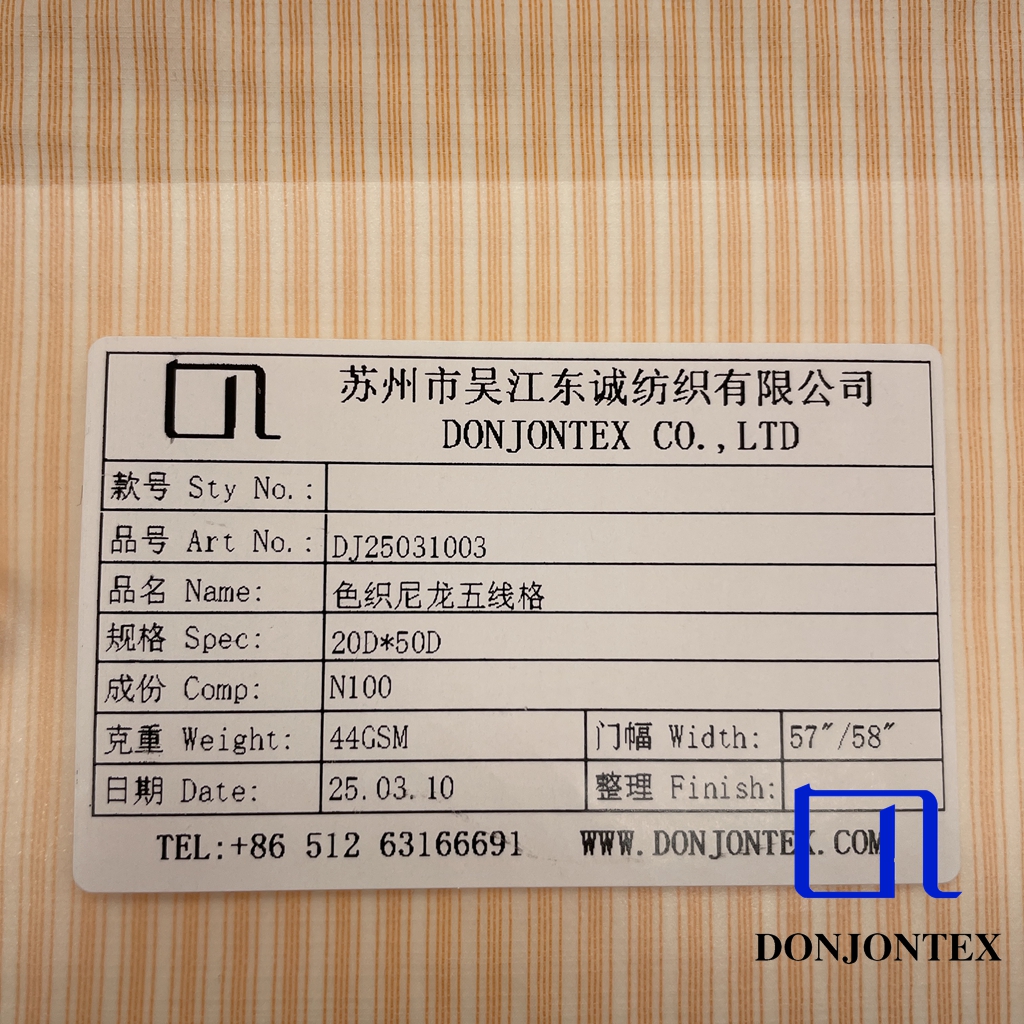 苏州市吴江东诚纺织有限公司
DONJONTEX CO.,LTD
款号 Sty No.:
品号 Art No.: DJ25031003
品名 Name: 色织尼龙五线格
规格 Spec: 20D*50D
成份 Comp: N100
克重 Weight: 44GSM 门幅 Width: 57"/58"
日期 Date: 25.03.10 整理 Finish:
TEL:+86 512 63166691 WWW.DONJONTEX.COM
DONJONTEX